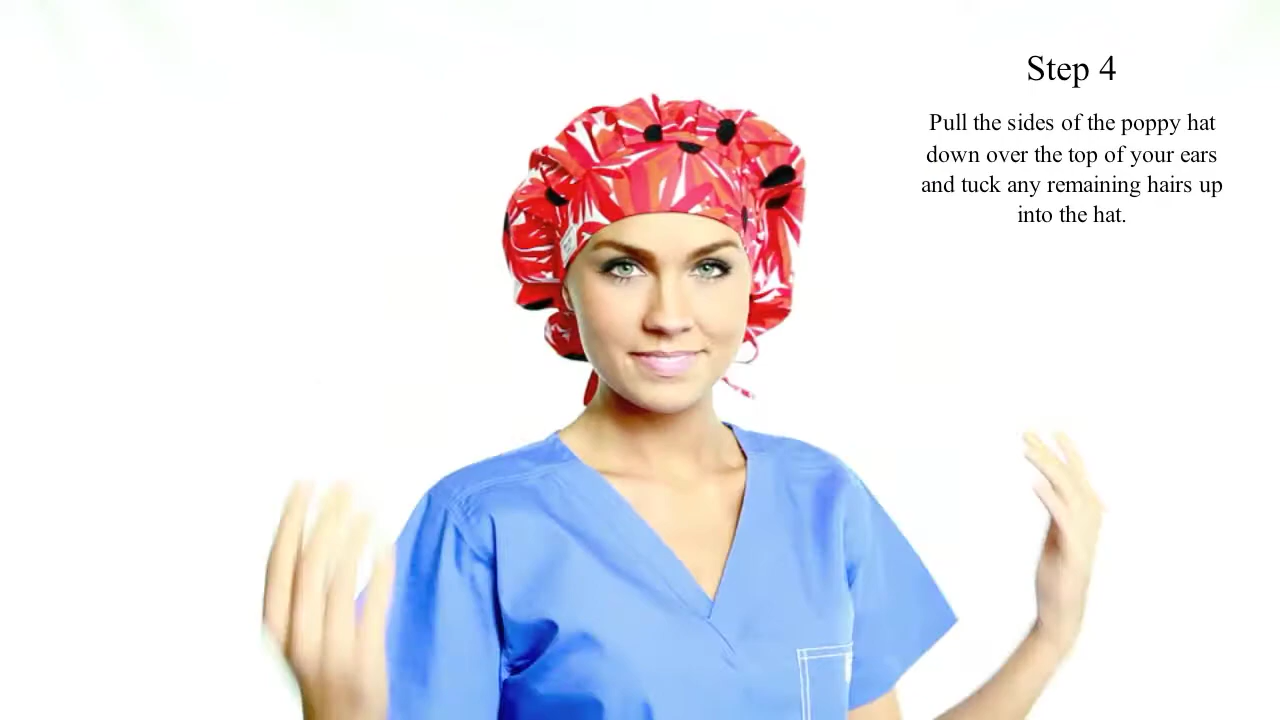 Step 4
Pull the sides of the poppy hat
down over the top of your ears
and tuck any remaining hairs up
into the hat.